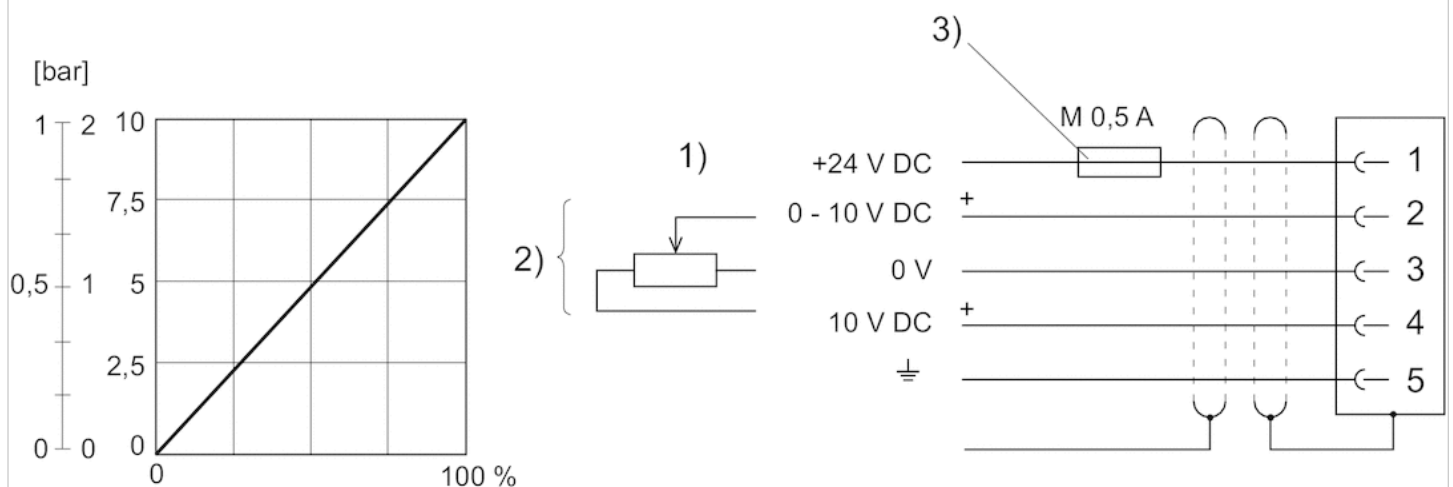 [bar]
1 2 10
7,5
0,5 1 5
2,5
0 0 0
0 100 %
1)
2)
3)
M 0,5 A
+24 V DC 1
0 - 10 V DC + 2
0 V 3
10 V DC + 4
5